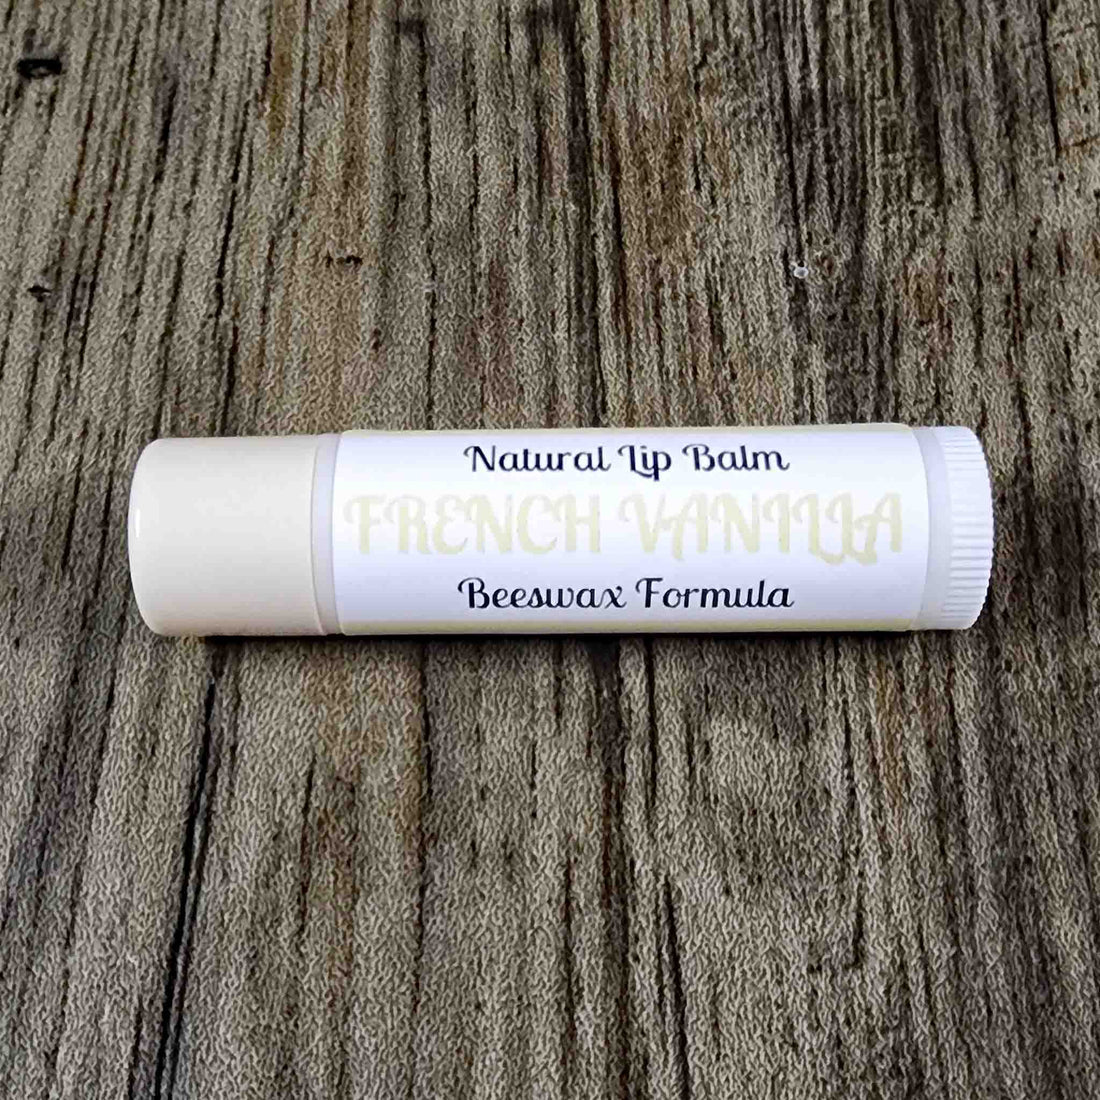 Natural Lip Balm
FRENCH VANILLA
Beeswax Formula